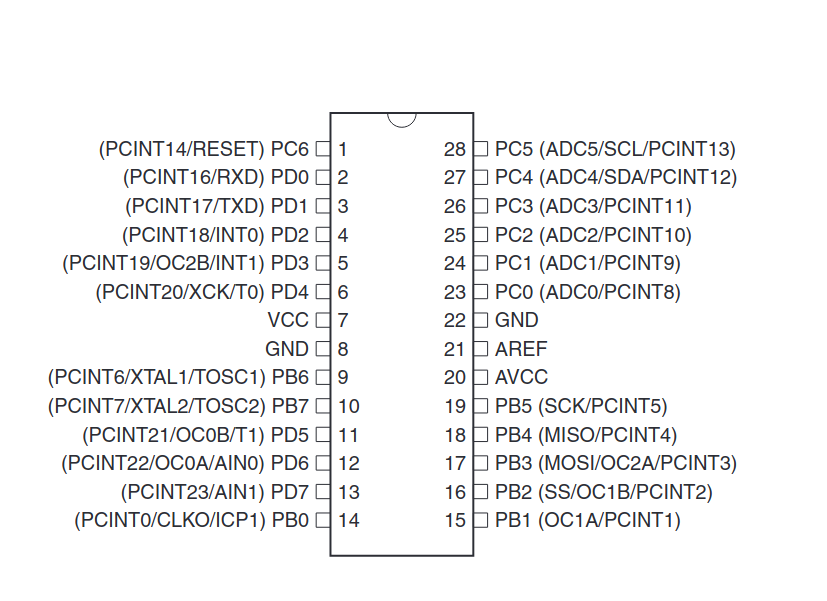 (PCINT14/RESET) PC6 1 28 PC5 (ADC5/SCL/PCINT13)
(PCINT16/RXD) PD0 2 27 PC4 (ADC4/SDA/PCINT12)
(PCINT17/TXD) PD1 3 26 PC3 (ADC3/PCINT11)
(PCINT18/INT0) PD2 4 25 PC2 (ADC2/PCINT10)
(PCINT19/OC2B/INT1) PD3 5 24 PC1 (ADC1/PCINT9)
(PCINT20/XCK/T0) PD4 6 23 PC0 (ADC0/PCINT8)
VCC 7 22 GND
GND 8 21 AREF
(PCINT6/XTAL1/TOSC1) PB6 9 20 AVCC
(PCINT7/XTAL2/TOSC2) PB7 10 19 PB5 (SCK/PCINT5)
(PCINT21/OC0B/T1) PD5 11 18 PB4 (MISO/PCINT4)
(PCINT22/OC0A/AIN0) PD6 12 17 PB3 (MOSI/OC2A/PCINT3)
(PCINT23/AIN1) PD7 13 16 PB2 (SS/OC1B/PCINT2)
(PCINT0/CLKO/ICP1) PB0 14 15 PB1 (OC1A/PCINT1)